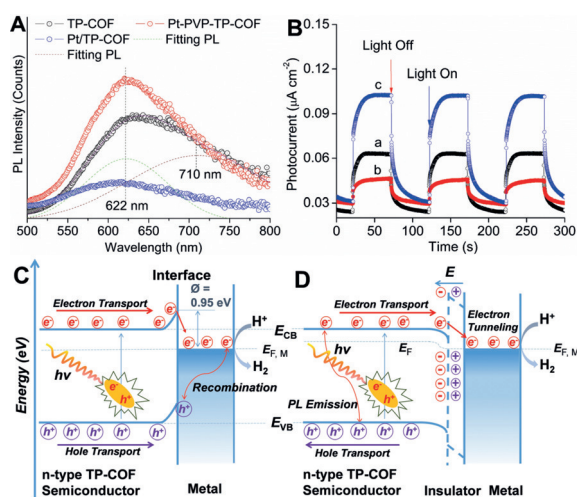 A
TP-COF
Pt-PVP-TP-COF
Pt/TP-COF
Fitting PL
Fitting PL
PL Intensity (Counts)
710 nm
622 nm
500 550 600 650 700 750 800
Wavelength (nm)
B
Light Off
Light On
c
a
b
Photocurrent (μA cm⁻²)
0.12
0.09
0.06
0.03
0 50 100 150 200 250 300
Time (s)
C
Interface
Ø =
0.95 eV
Electron Transport
e⁻
e⁻ e⁻ e⁻ e⁻ e⁻
e⁻ e⁻ e⁻
H⁺
H₂
E_CB
E_F, M
hv
e⁻
h⁺
Recombination
h⁺
E_VB
h⁺ h⁺ h⁺ h⁺ h⁺
Hole Transport
Energy (eV)
n-type TP-COF
Semiconductor
Metal
D
E
Electron Transport
Electron
Tunneling
e⁻ e⁻ e⁻ e⁻
e⁻
e⁻ e⁻ e⁻
H⁺
H₂
E_F
E_F, M
hv
e⁻
h⁺
PL Emission
h⁺ h⁺ h⁺ h⁺ h⁺
Hole Transport
n-type TP-COF
Semiconductor
Insulator
Metal